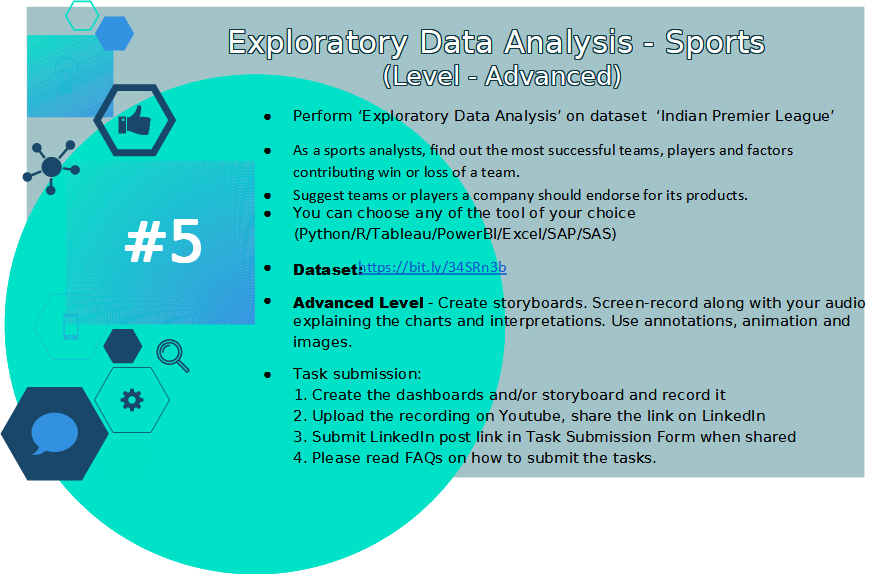 Exploratory Data Analysis - Sports
(Level - Advanced)
● Perform ‘Exploratory Data Analysis’ on dataset ‘Indian Premier League’
● As a sports analysts, find out the most successful teams, players and factors
contributing win or loss of a team.
● Suggest teams or players a company should endorse for its products.
● You can choose any of the tool of your choice
(Python/R/Tableau/PowerBI/Excel/SAP/SAS)
#5
● Dataset: https://bit.ly/34SRn3b
● Advanced Level - Create storyboards. Screen-record along with your audio
explaining the charts and interpretations. Use annotations, animation and
images.
● Task submission:
1. Create the dashboards and/or storyboard and record it
2. Upload the recording on Youtube, share the link on LinkedIn
3. Submit LinkedIn post link in Task Submission Form when shared
4. Please read FAQs on how to submit the tasks.